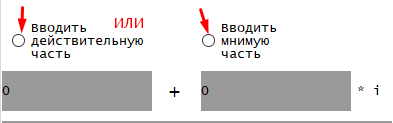 Вводить
действительную
часть
ИЛИ
Вводить
мнимую
часть
0 + 0 * i